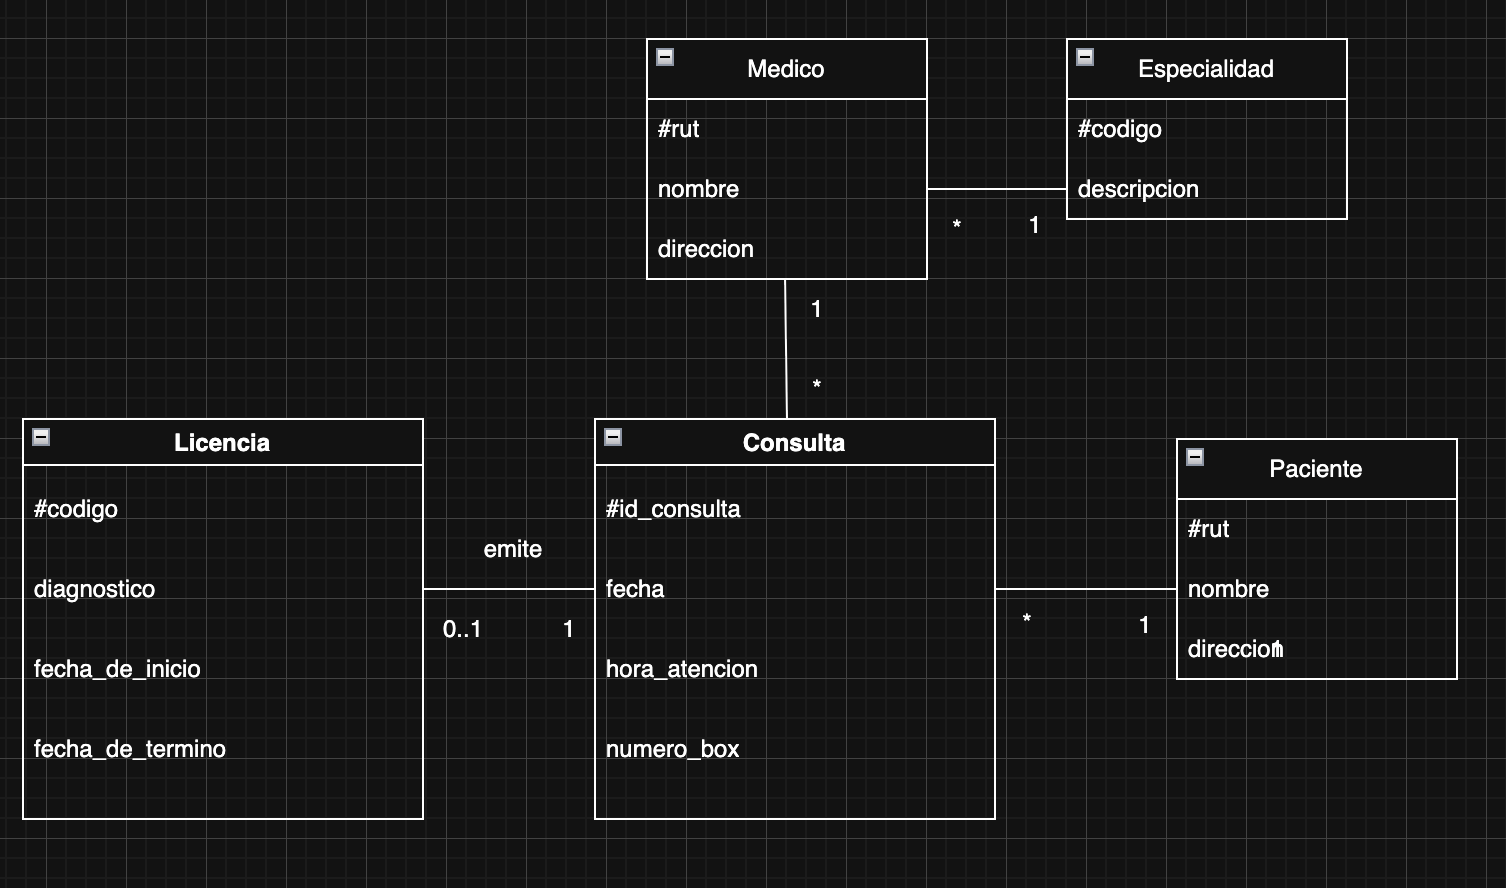 Medico
#rut
nombre
direccion
Especialidad
#codigo
descripcion
*
1
1
*
Licencia
#codigo
diagnostico
fecha_de_inicio
fecha_de_termino
emite
0..1
1
Consulta
#id_consulta
fecha
hora_atencion
numero_box
*
1
Paciente
#rut
nombre
direccion
1